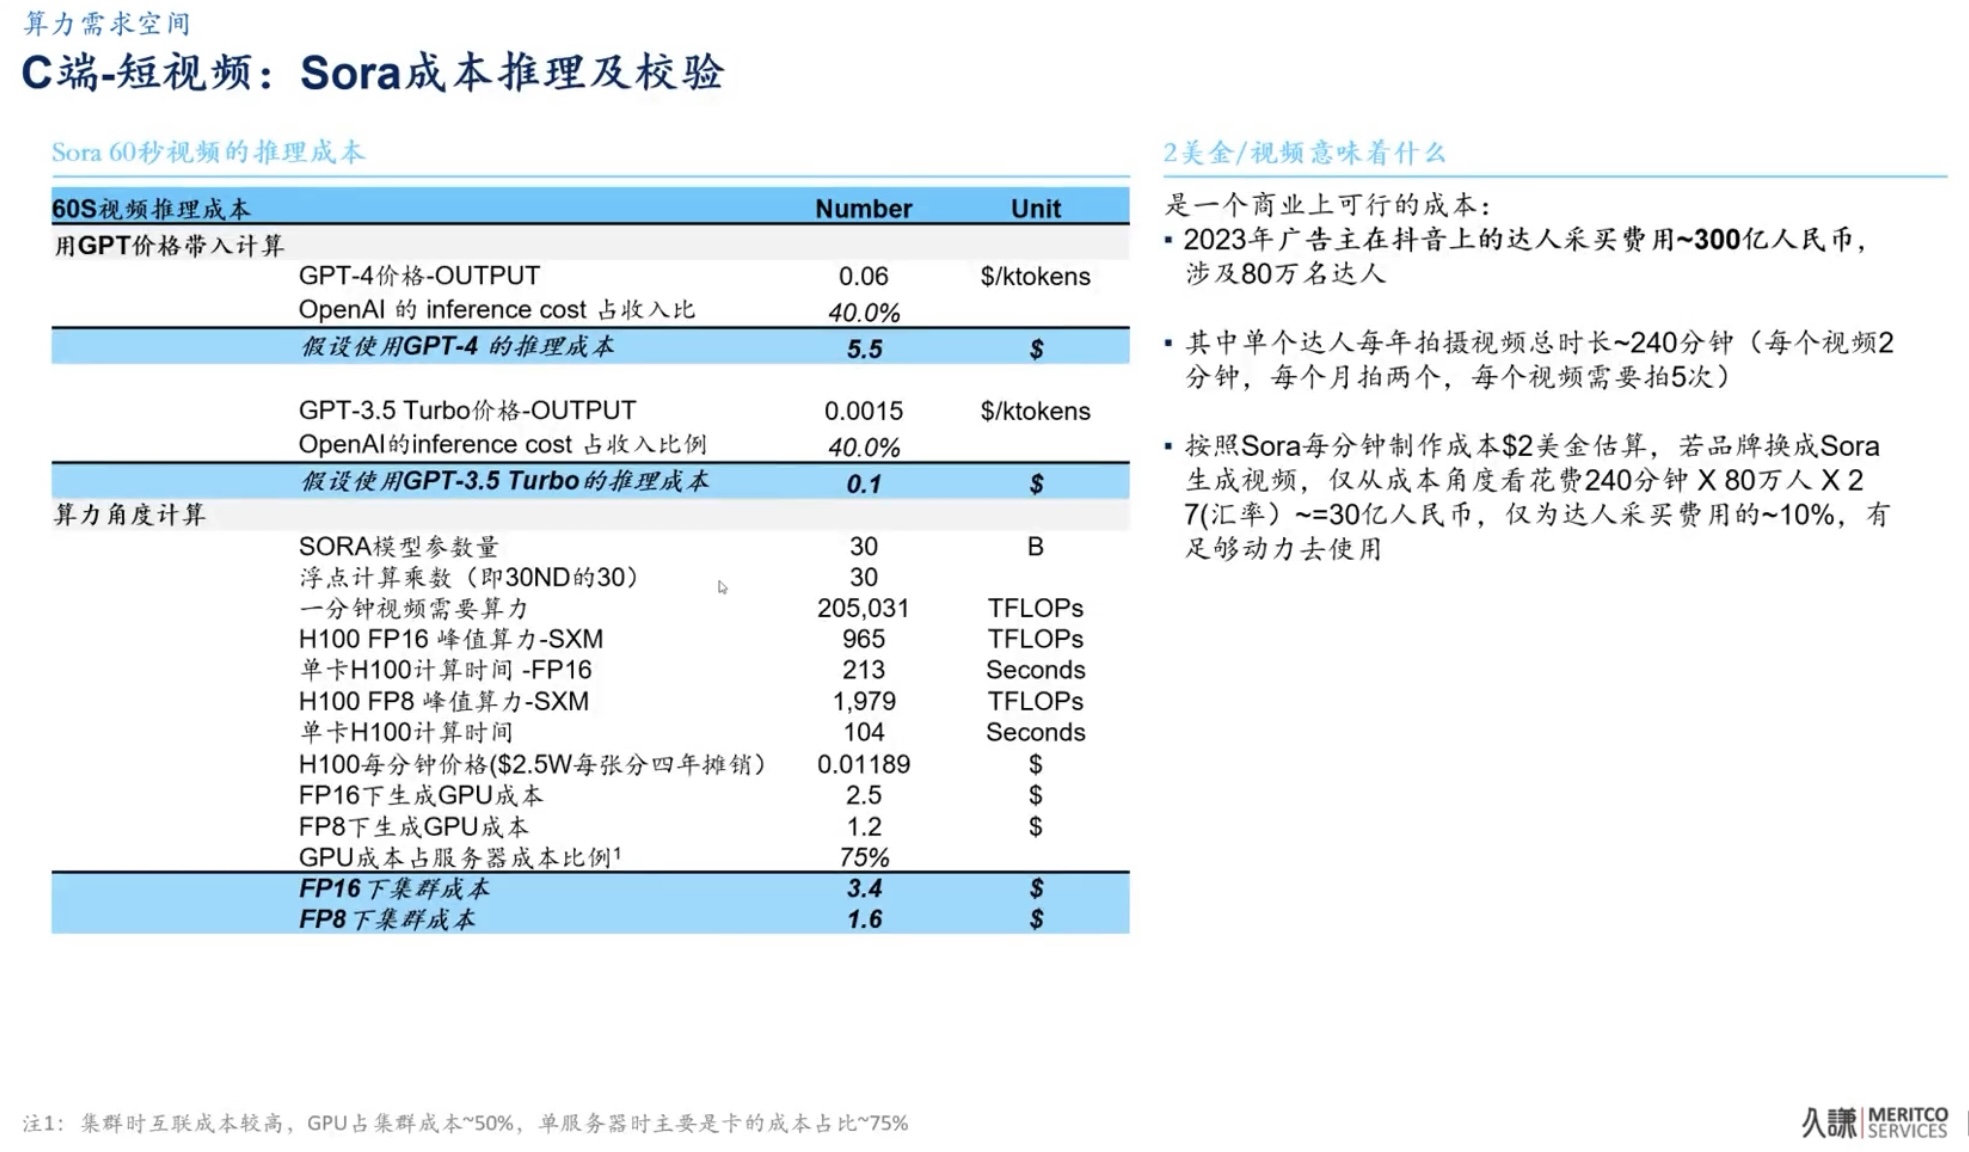 算力需求空间
C端-短视频：Sora成本推理及校验
Sora 60秒视频的推理成本
60S视频推理成本 Number Unit
用GPT价格带入计算
GPT-4价格-OUTPUT 0.06 $/ktokens
OpenAI 的 inference cost 占收入比 40.0%
假设使用GPT-4 的推理成本 5.5 $
GPT-3.5 Turbo价格-OUTPUT 0.0015 $/ktokens
OpenAI的inference cost 占收入比例 40.0%
假设使用GPT-3.5 Turbo的推理成本 0.1 $
算力角度计算
SORA模型参数量 30 B
浮点计算乘数（即30ND的30） 30
一分钟视频需要算力 205,031 TFLOPs
H100 FP16 峰值算力-SXM 965 TFLOPs
单卡H100计算时间 -FP16 213 Seconds
H100 FP8 峰值算力-SXM 1,979 TFLOPs
单卡H100计算时间 104 Seconds
H100每分钟价格($2.5W每张分四年摊销） 0.01189 $
FP16下生成GPU成本 2.5 $
FP8下生成GPU成本 1.2 $
GPU成本占服务器成本比例1 75%
FP16下集群成本 3.4 $
FP8下集群成本 1.6 $
2美金/视频意味着什么
是一个商业上可行的成本：
▪ 2023年广告主在抖音上的达人采买费用~300亿人民币，
涉及80万名达人
▪ 其中单个达人每年拍摄视频总时长~240分钟（每个视频2
分钟，每个月拍两个，每个视频需要拍5次）
▪ 按照Sora每分钟制作成本$2美金估算，若品牌换成Sora
生成视频，仅从成本角度看花费240分钟 X 80万人 X 2
7(汇率）~=30亿人民币，仅为达人采买费用的~10%，有
足够动力去使用
注1：集群时互联成本较高，GPU占集群成本~50%，单服务器时主要是卡的成本占比~75%
久謙 MERITCO
SERVICES